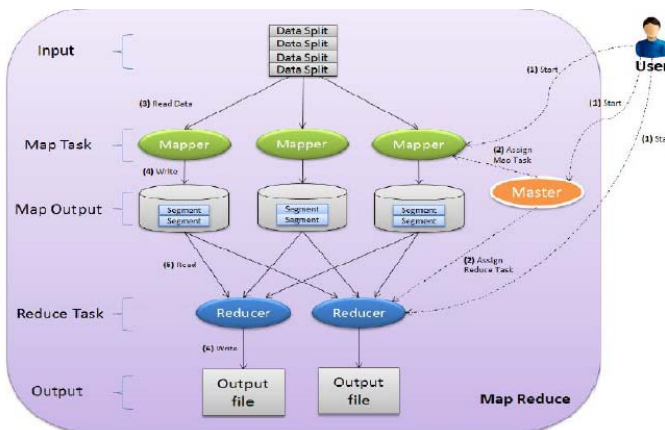 Input
Data Split
Data Split
Data Split
Data Split
User
(1) Start
(1) Start
(1) Sta
(3) Read Data
Map Task
Mapper
Mapper
Mapper
(2) Assign
Map Task
(4) Write
Master
Map Output
Segment
Segment
Segment
Segment
Segment
Segment
(5) Read
(2) Assign
Reduce Task
Reduce Task
Reducer
Reducer
(6) Write
Output
Output
file
Output
file
Map Reduce